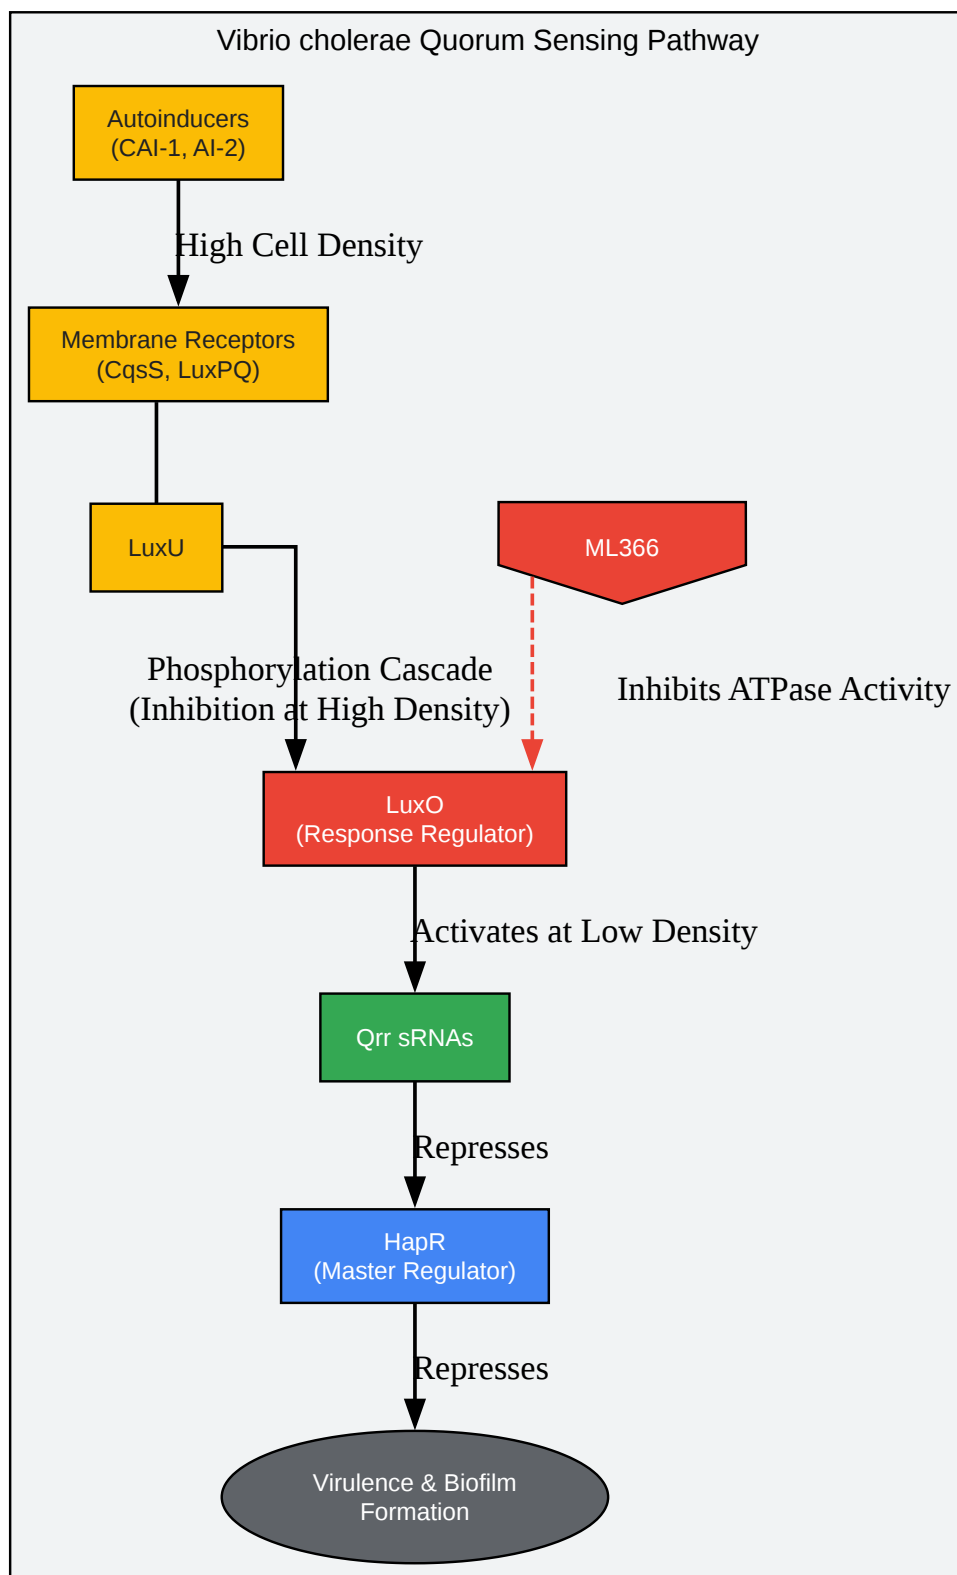 Vibrio cholerae Quorum Sensing Pathway
Autoinducers
(CAI-1, AI-2)
High Cell Density
Membrane Receptors
(CqsS, LuxPQ)
LuxU
ML366
Phosphorylation Cascade
(Inhibition at High Density)
Inhibits ATPase Activity
LuxO
(Response Regulator)
Activates at Low Density
Qrr sRNAs
Represses
HapR
(Master Regulator)
Represses
Virulence & Biofilm
Formation